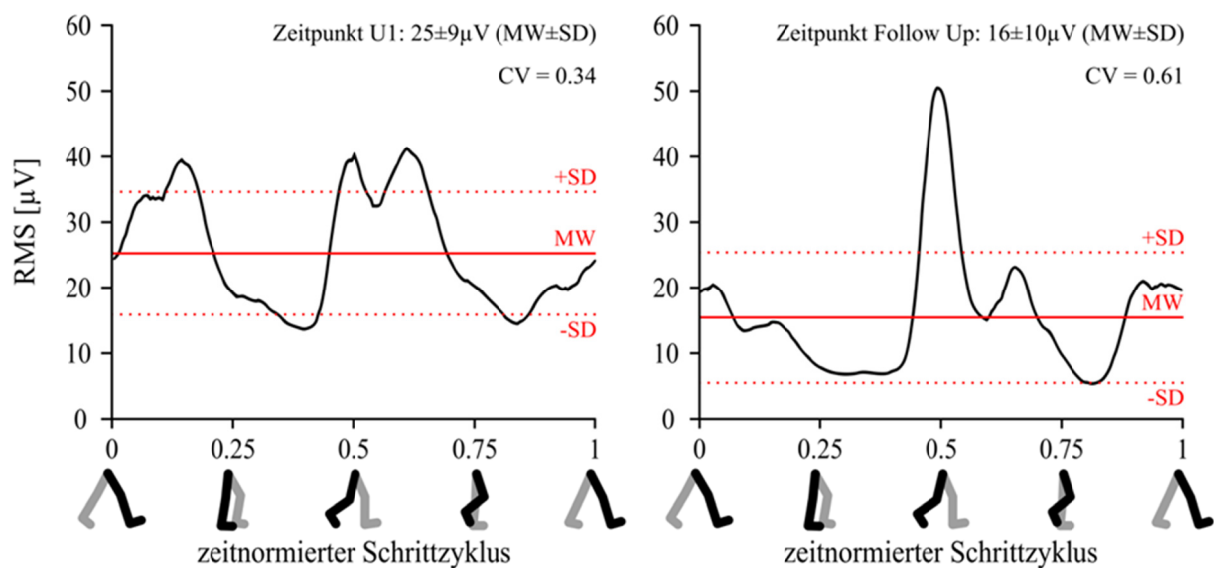 Zeitpunkt U1: 25±9µV (MW±SD)
CV = 0.34
RMS [µV]
60
50
40
30
20
10
0
+SD
MW
-SD
0 0.25 0.5 0.75 1
zeitnormierter Schrittzyklus
Zeitpunkt Follow Up: 16±10µV (MW±SD)
CV = 0.61
60
50
40
30
20
10
0
+SD
MW
-SD
0 0.25 0.5 0.75 1
zeitnormierter Schrittzyklus